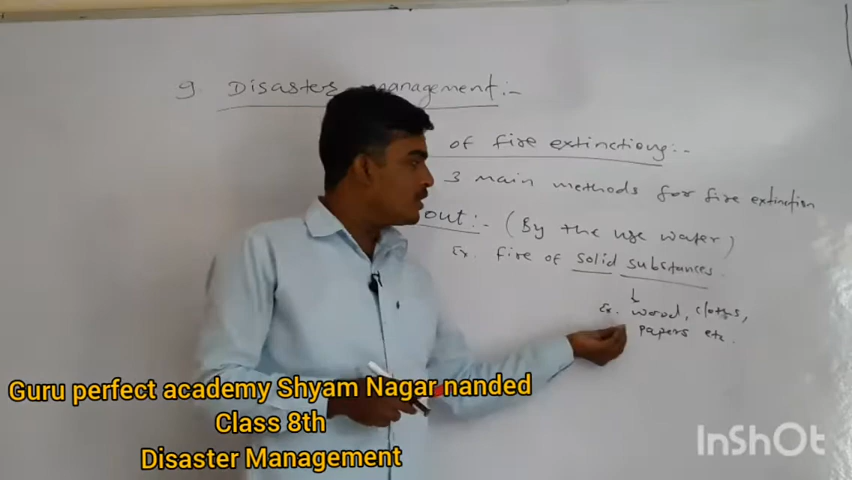 9 Disasters management:-
of fire extinctions:-
3 main methods for fire extinction
out:- (By the use water)
Ex. fire of solid substances.
Ex. wood, cloths,
papers etc.
Guru perfect academy Shyam Nagar nanded
Class 8th
Disaster Management
InShOt